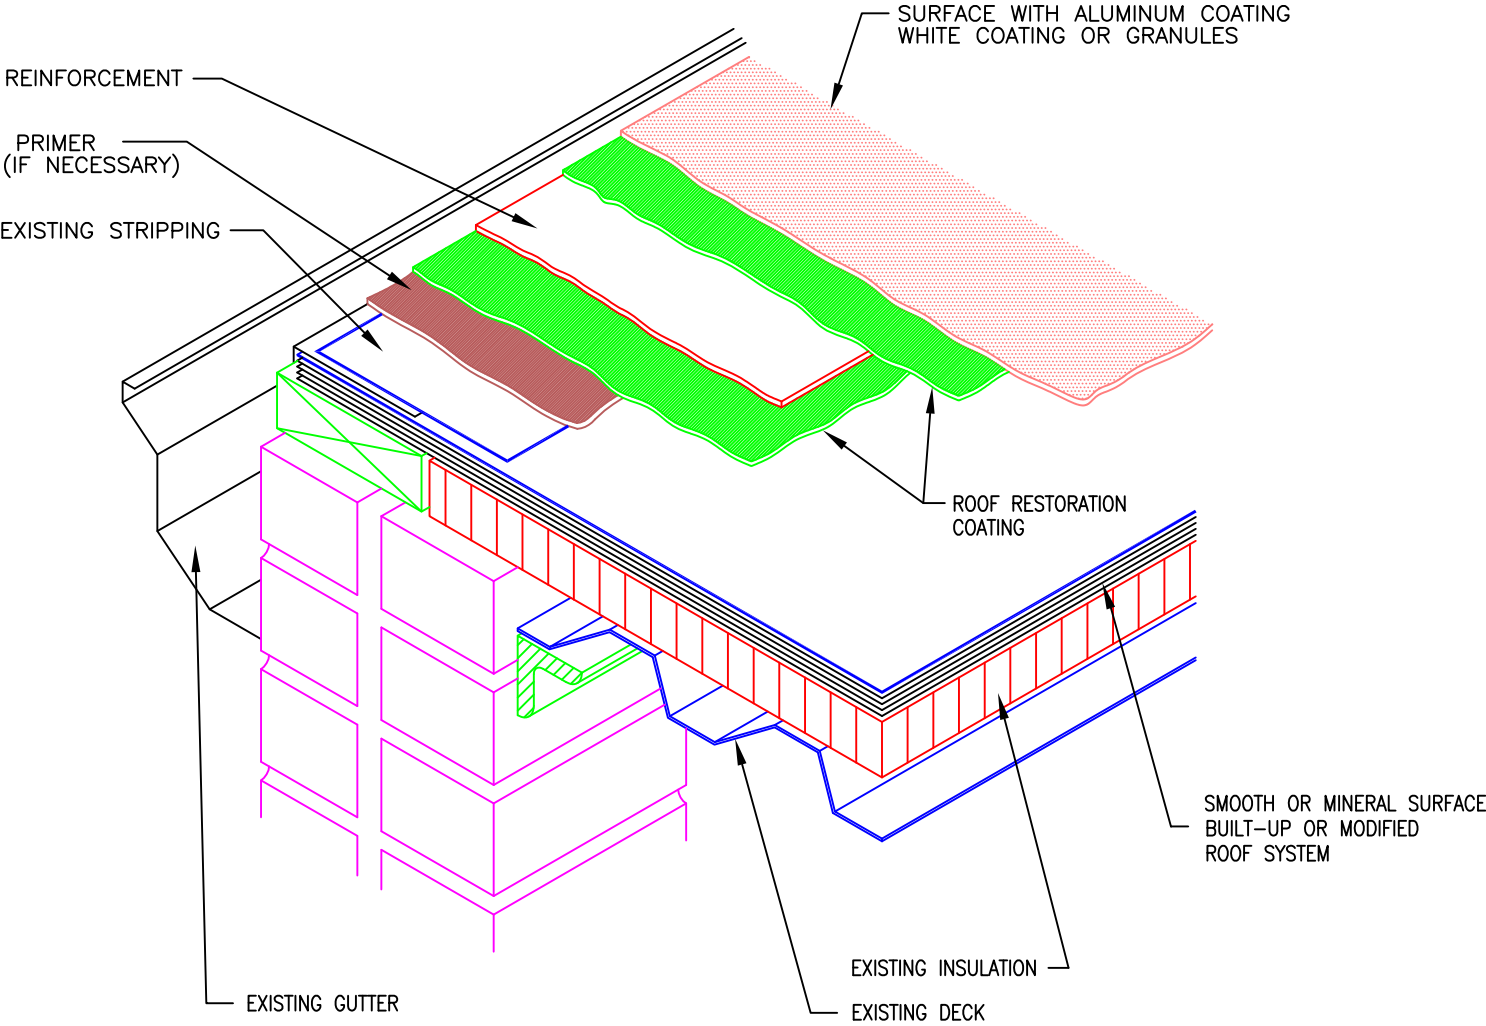 SURFACE WITH ALUMINUM COATING
WHITE COATING OR GRANULES
REINFORCEMENT
PRIMER
(IF NECESSARY)
EXISTING STRIPPING
ROOF RESTORATION
COATING
SMOOTH OR MINERAL SURFACE
BUILT-UP OR MODIFIED
ROOF SYSTEM
EXISTING INSULATION
EXISTING GUTTER
EXISTING DECK